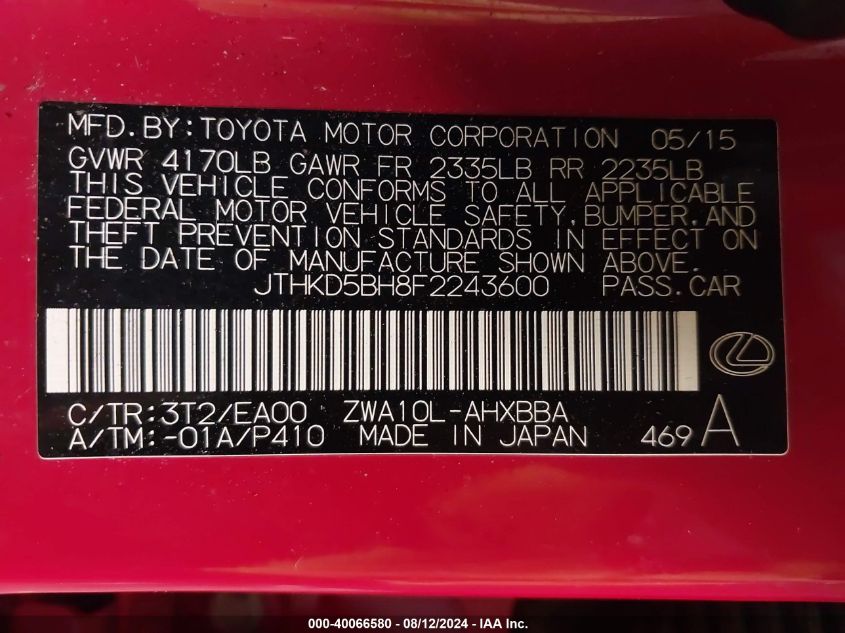 MFD.BY:TOYOTA MOTOR CORPORATION 05/15
GVWR 4170LB GAWR FR 2335LB RR 2235LB
THIS VEHICLE CONFORMS TO ALL APPLICABLE
FEDERAL MOTOR VEHICLE SAFETY,BUMPER,AND
THEFT PREVENTION STANDARDS IN EFFECT ON
THE DATE OF MANUFACTURE SHOWN ABOVE.
JTHKD5BH8F2243600 PASS.CAR
C/TR:3T2/EA00 ZWA10L-AHXBBA
A/TM:-01A/P410 MADE IN JAPAN 469 A
000-40066580 - 08/12/2024 - IAA Inc.